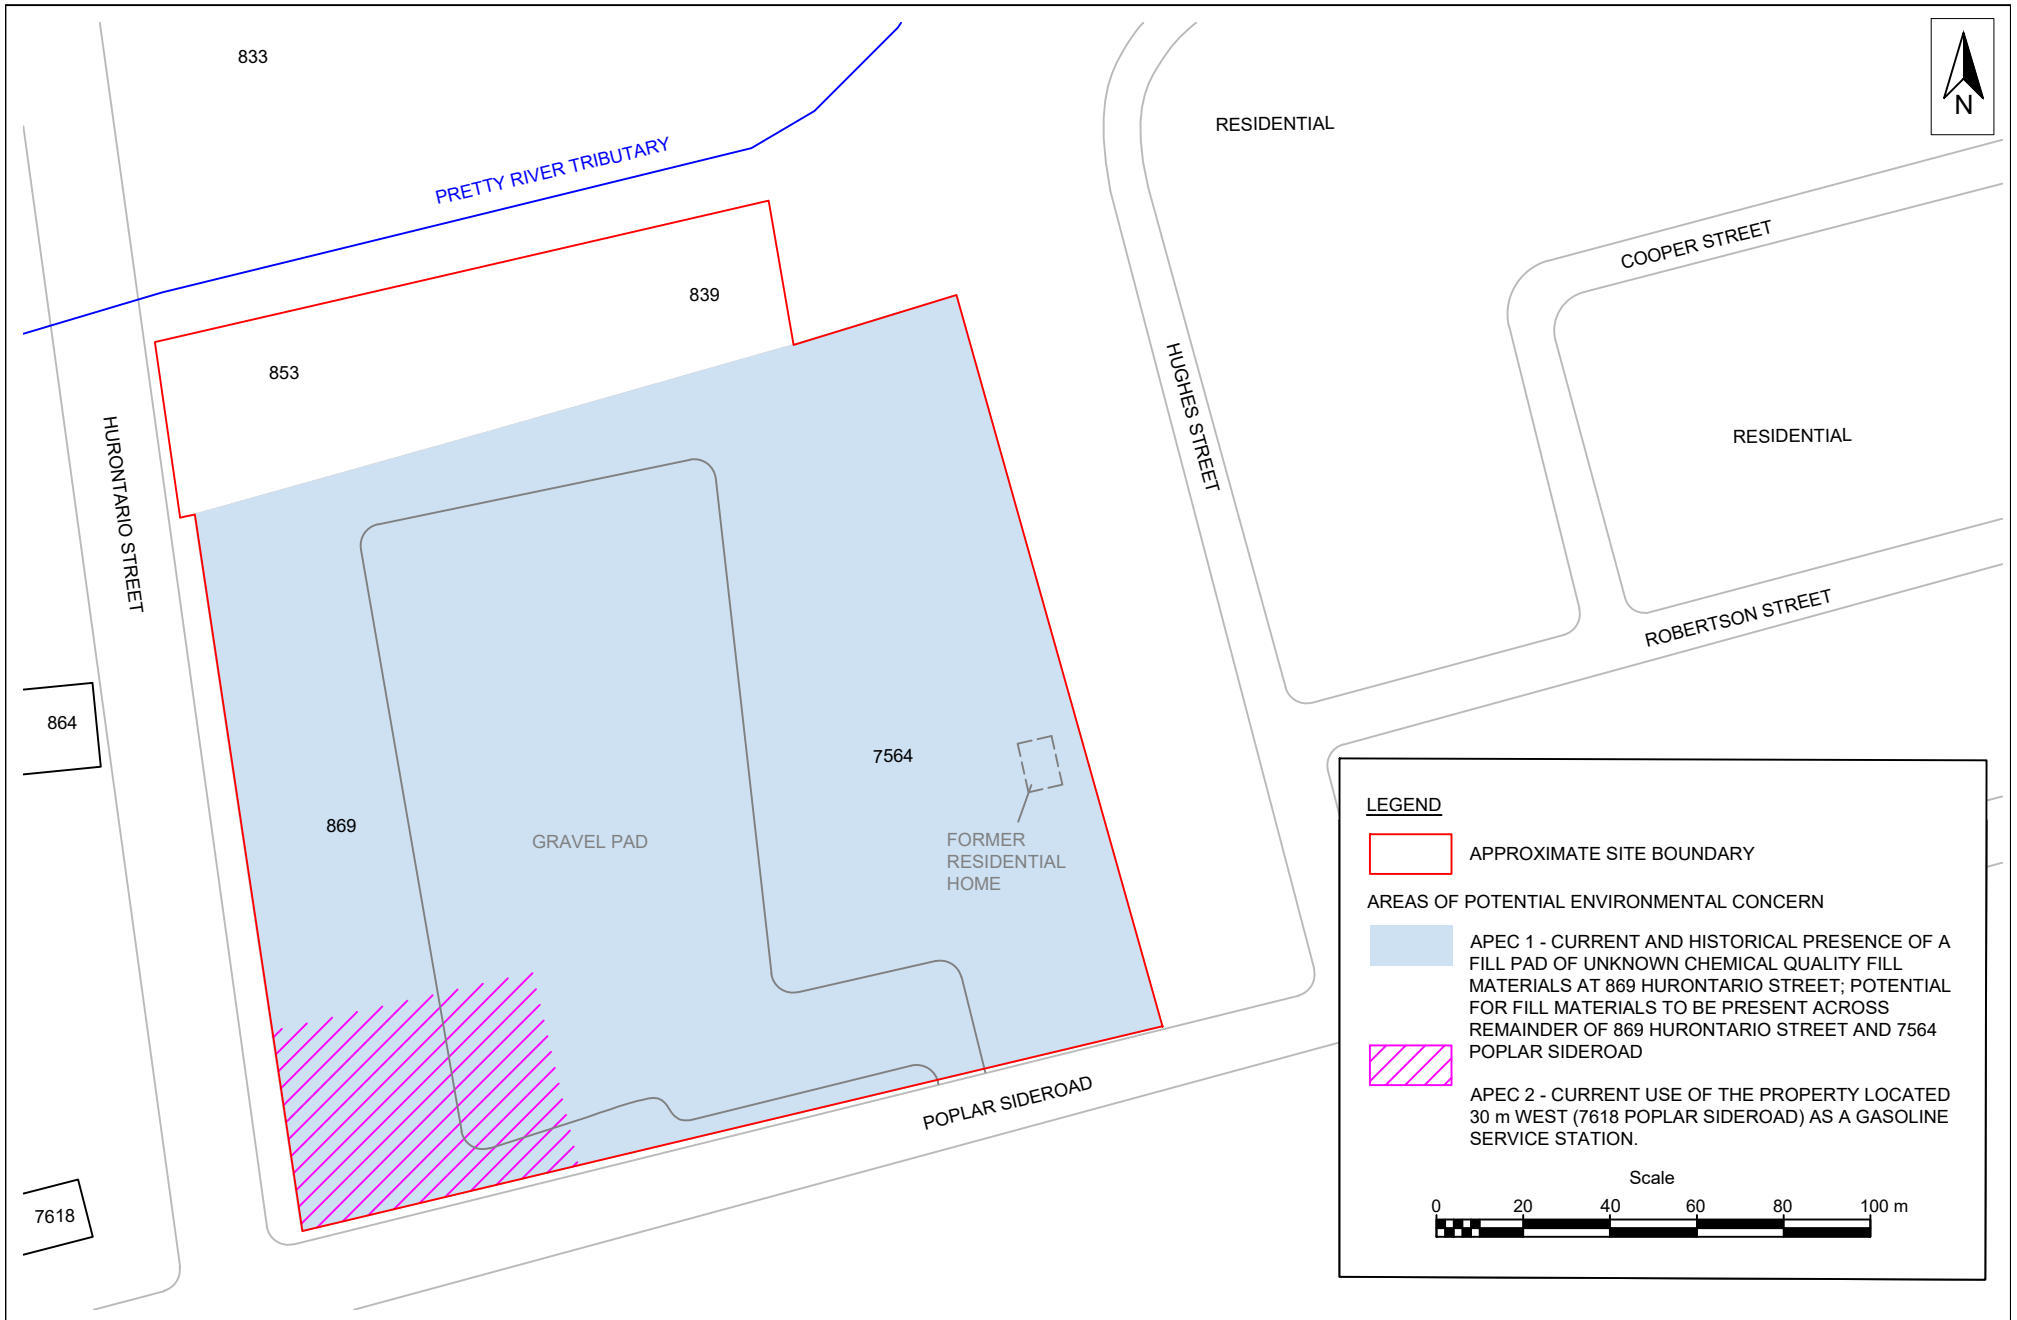 833
PRETTY RIVER TRIBUTARY
RESIDENTIAL
N
COOPER STREET
839
853
HURONTARIO STREET
HUGHES STREET
RESIDENTIAL
ROBERTSON STREET
864
7564
869
GRAVEL PAD
FORMER
RESIDENTIAL
HOME
POPLAR SIDEROAD
7618
LEGEND
APPROXIMATE SITE BOUNDARY
AREAS OF POTENTIAL ENVIRONMENTAL CONCERN
APEC 1 - CURRENT AND HISTORICAL PRESENCE OF A
FILL PAD OF UNKNOWN CHEMICAL QUALITY FILL
MATERIALS AT 869 HURONTARIO STREET; POTENTIAL
FOR FILL MATERIALS TO BE PRESENT ACROSS
REMAINDER OF 869 HURONTARIO STREET AND 7564
POPLAR SIDEROAD
APEC 2 - CURRENT USE OF THE PROPERTY LOCATED
30 m WEST (7618 POPLAR SIDEROAD) AS A GASOLINE
SERVICE STATION.
Scale
0 20 40 60 80 100 m